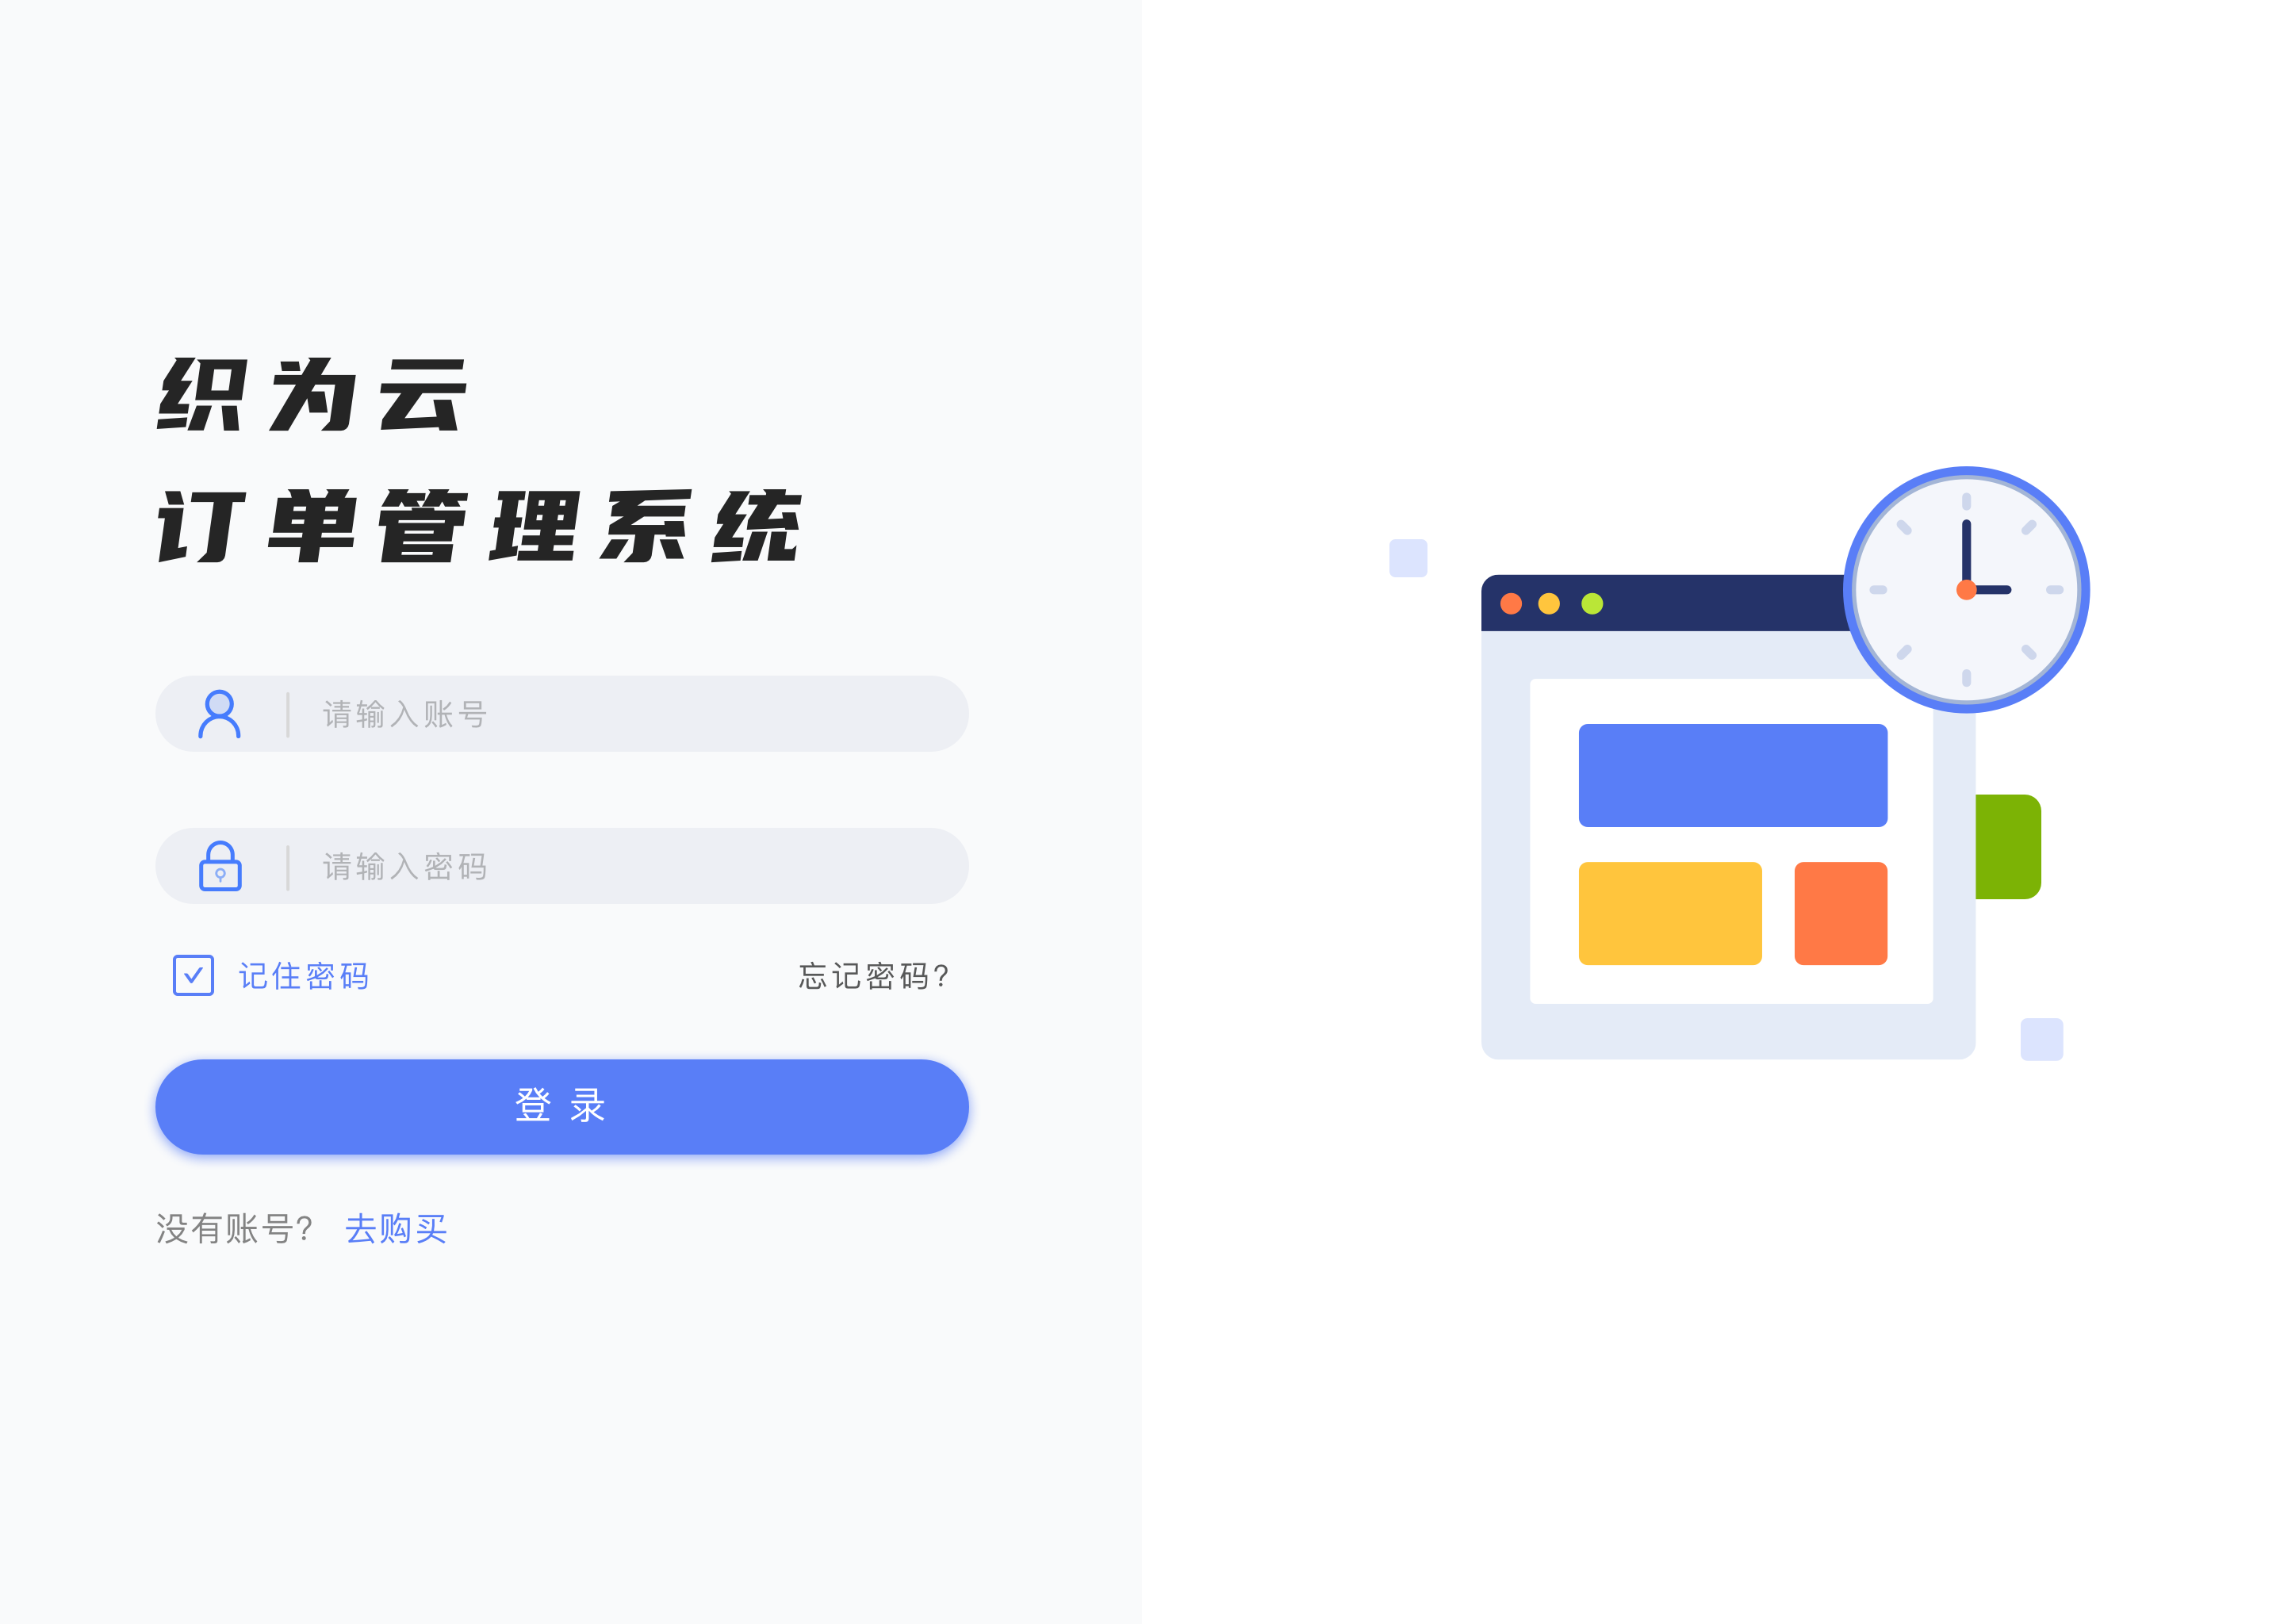 织为云
订单管理系统
请输入账号
请输入密码
记住密码 忘记密码?
登 录
没有账号? 去购买